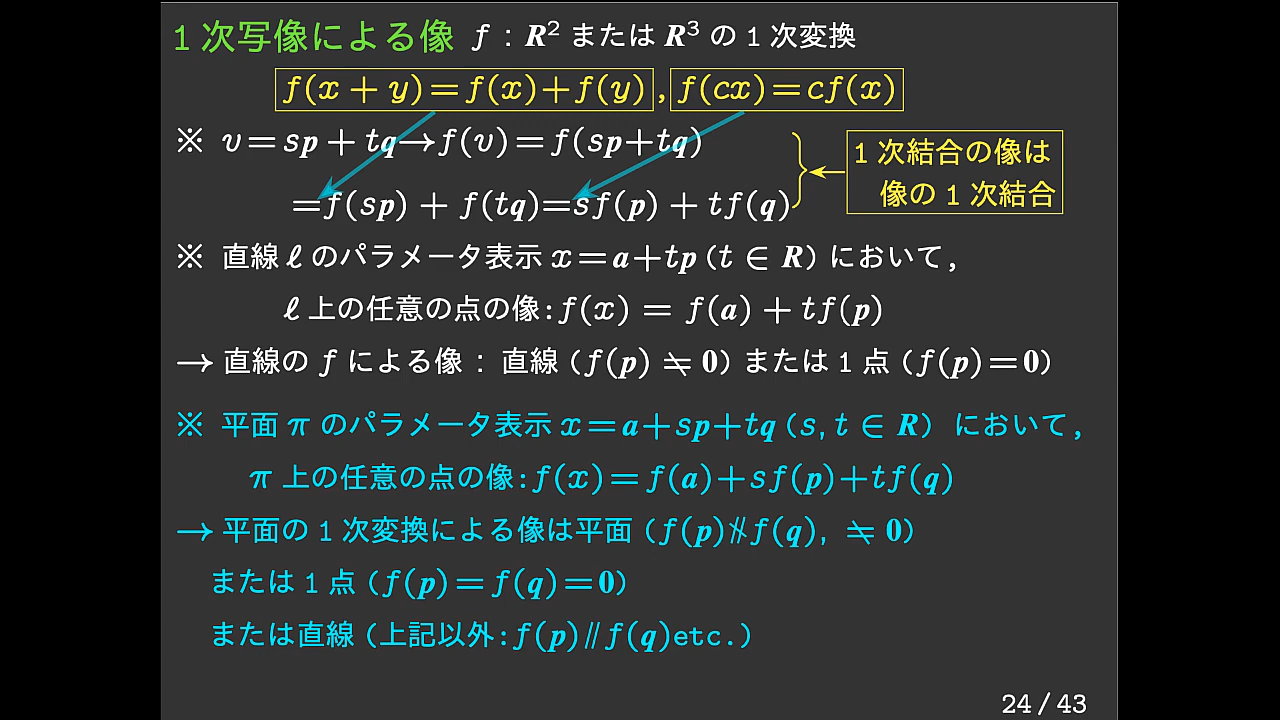 1 次写像による像 f : R² または R³ の 1 次変換
f(x + y)=f(x)+f(y) , f(cx)=cf(x)
※ v=sp+tq→f(v)=f(sp+tq)
=f(sp)+f(tq)=sf(p)+tf(q)
1 次結合の像は
像の 1 次結合
※ 直線 ℓ のパラメータ表示 x=a+tp (t ∈ R) において,
ℓ 上の任意の点の像:f(x) = f(a)+tf(p)
→ 直線の f による像 : 直線 (f(p) ≒̸ 0) または 1 点 (f(p)=0)
※ 平面 π のパラメータ表示 x=a+sp+tq (s,t ∈ R) において,
π 上の任意の点の像:f(x)=f(a)+sf(p)+tf(q)
→ 平面の 1 次変換による像は平面 (f(p)∦f(q), ≠ 0)
または 1 点 (f(p)=f(q)=0)
または直線 (上記以外:f(p)∥f(q)etc.)
24 / 43